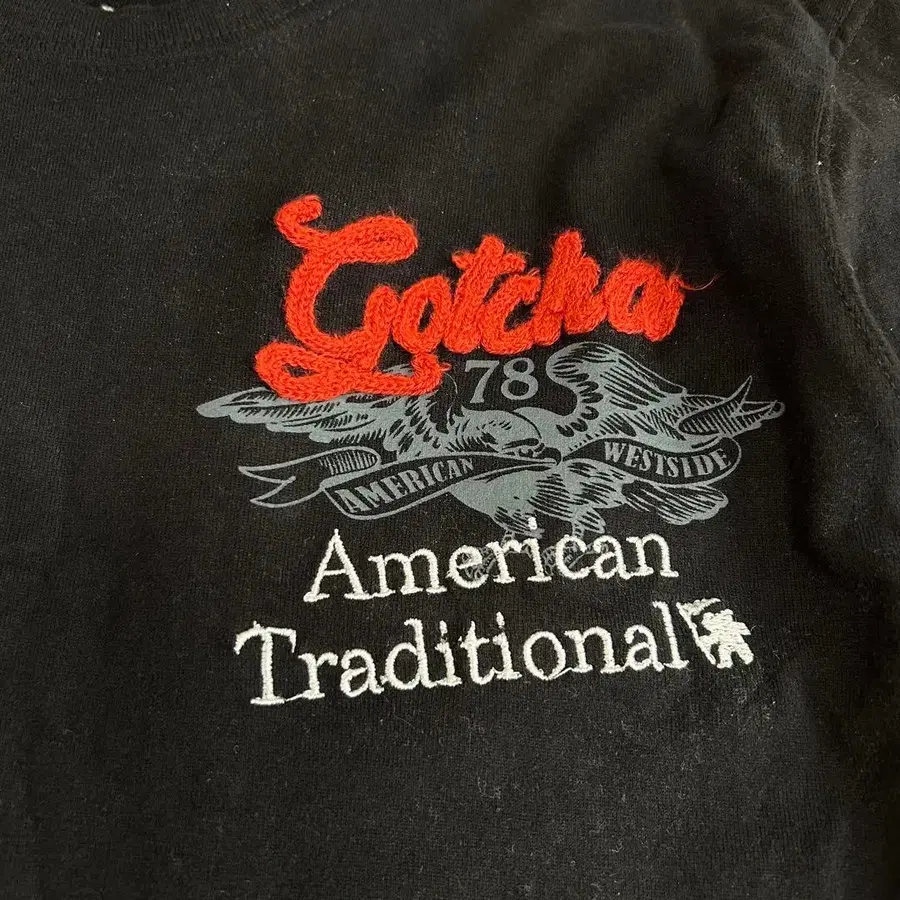 Gotcha
78
AMERICAN WESTSIDE
American
Traditional